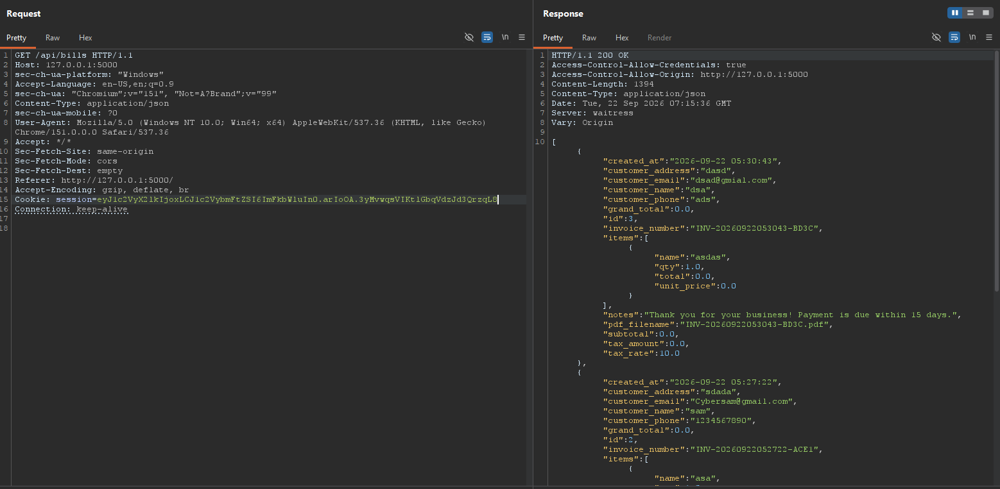 Request
Pretty Raw Hex
\n
1 GET /api/bills HTTP/1.1
2 Host: 127.0.0.1:5000
3 sec-ch-ua-platform: "Windows"
4 Accept-Language: en-US,en;q=0.9
5 sec-ch-ua: "Chromium";v="151", "Not=A?Brand";v="99"
6 Content-Type: application/json
7 sec-ch-ua-mobile: ?0
8 User-Agent: Mozilla/5.0 (Windows NT 10.0; Win64; x64) AppleWebKit/537.36 (KHTML, like Gecko)
Chrome/151.0.0.0 Safari/537.36
9 Accept: */*
10 Sec-Fetch-Site: same-origin
11 Sec-Fetch-Mode: cors
12 Sec-Fetch-Dest: empty
13 Referer: http://127.0.0.1:5000/
14 Accept-Encoding: gzip, deflate, br
15 Cookie: session=
16 Connection: keep-alive
17
18
Response
Pretty Raw Hex Render
\n
1 HTTP/1.1 200 OK
2 Access-Control-Allow-Credentials: true
3 Access-Control-Allow-Origin: http://127.0.0.1:5000
4 Content-Length: 1394
5 Content-Type: application/json
6 Date: Tue, 22 Sep 2026 07:15:36 GMT
7 Server: waitress
8 Vary: Origin
9
10 [
{
"created_at":"2026-09-22 05:30:43",
"customer_address":"dasd",
"customer_email":"dsad@gmial.com",
"customer_name":"dsa",
"customer_phone":"ads",
"grand_total":0.0,
"id":3,
"invoice_number":"INV-20260922053043-BD3C",
"items":[
{
"name":"asdas",
"qty":1.0,
"total":0.0,
"unit_price":0.0
}
],
"notes":"Thank you for your business! Payment is due within 15 days.",
"pdf_filename":"INV-20260922053043-BD3C.pdf",
"subtotal":0.0,
"tax_amount":0.0,
"tax_rate":10.0
},
{
"created_at":"2026-09-22 05:27:22",
"customer_address":"sdada",
"customer_email":"Cybersam@gmail.com",
"customer_name":"sam",
"customer_phone":"1234567890",
"grand_total":0.0,
"id":2,
"invoice_number":"INV-20260922052722-ACE1",
"items":[
{
"name":"asa",